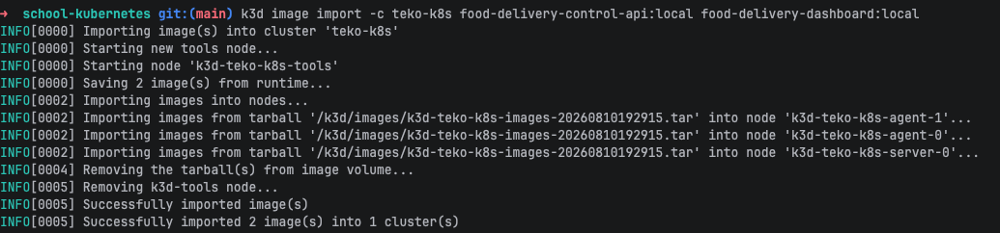 ➜  school-kubernetes git:(main) k3d image import -c teko-k8s food-delivery-control-api:local food-delivery-dashboard:local
INFO[0000] Importing image(s) into cluster 'teko-k8s'
INFO[0000] Starting new tools node...
INFO[0000] Starting node 'k3d-teko-k8s-tools'
INFO[0000] Saving 2 image(s) from runtime...
INFO[0002] Importing images into nodes...
INFO[0002] Importing images from tarball '/k3d/images/k3d-teko-k8s-images-20260810192915.tar' into node 'k3d-teko-k8s-agent-1'...
INFO[0002] Importing images from tarball '/k3d/images/k3d-teko-k8s-images-20260810192915.tar' into node 'k3d-teko-k8s-agent-0'...
INFO[0002] Importing images from tarball '/k3d/images/k3d-teko-k8s-images-20260810192915.tar' into node 'k3d-teko-k8s-server-0'...
INFO[0004] Removing the tarball(s) from image volume...
INFO[0005] Removing k3d-tools node...
INFO[0005] Successfully imported image(s)
INFO[0005] Successfully imported 2 image(s) into 1 cluster(s)